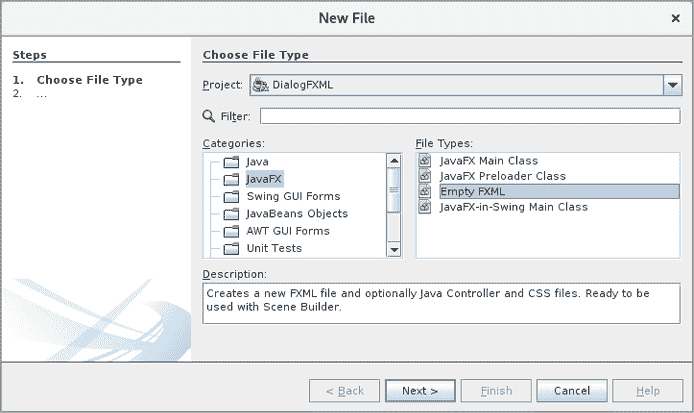 New File
×
Steps
1. Choose File Type
2. ...
Choose File Type
Project: DialogFXML
Filter:
Categories:
Java
JavaFX
Swing GUI Forms
JavaBeans Objects
AWT GUI Forms
Unit Tests
File Types:
JavaFX Main Class
JavaFX Preloader Class
Empty FXML
JavaFX-in-Swing Main Class
Description:
Creates a new FXML file and optionally Java Controller and CSS files. Ready to be
used with Scene Builder.
< Back
Next >
Finish
Cancel
Help